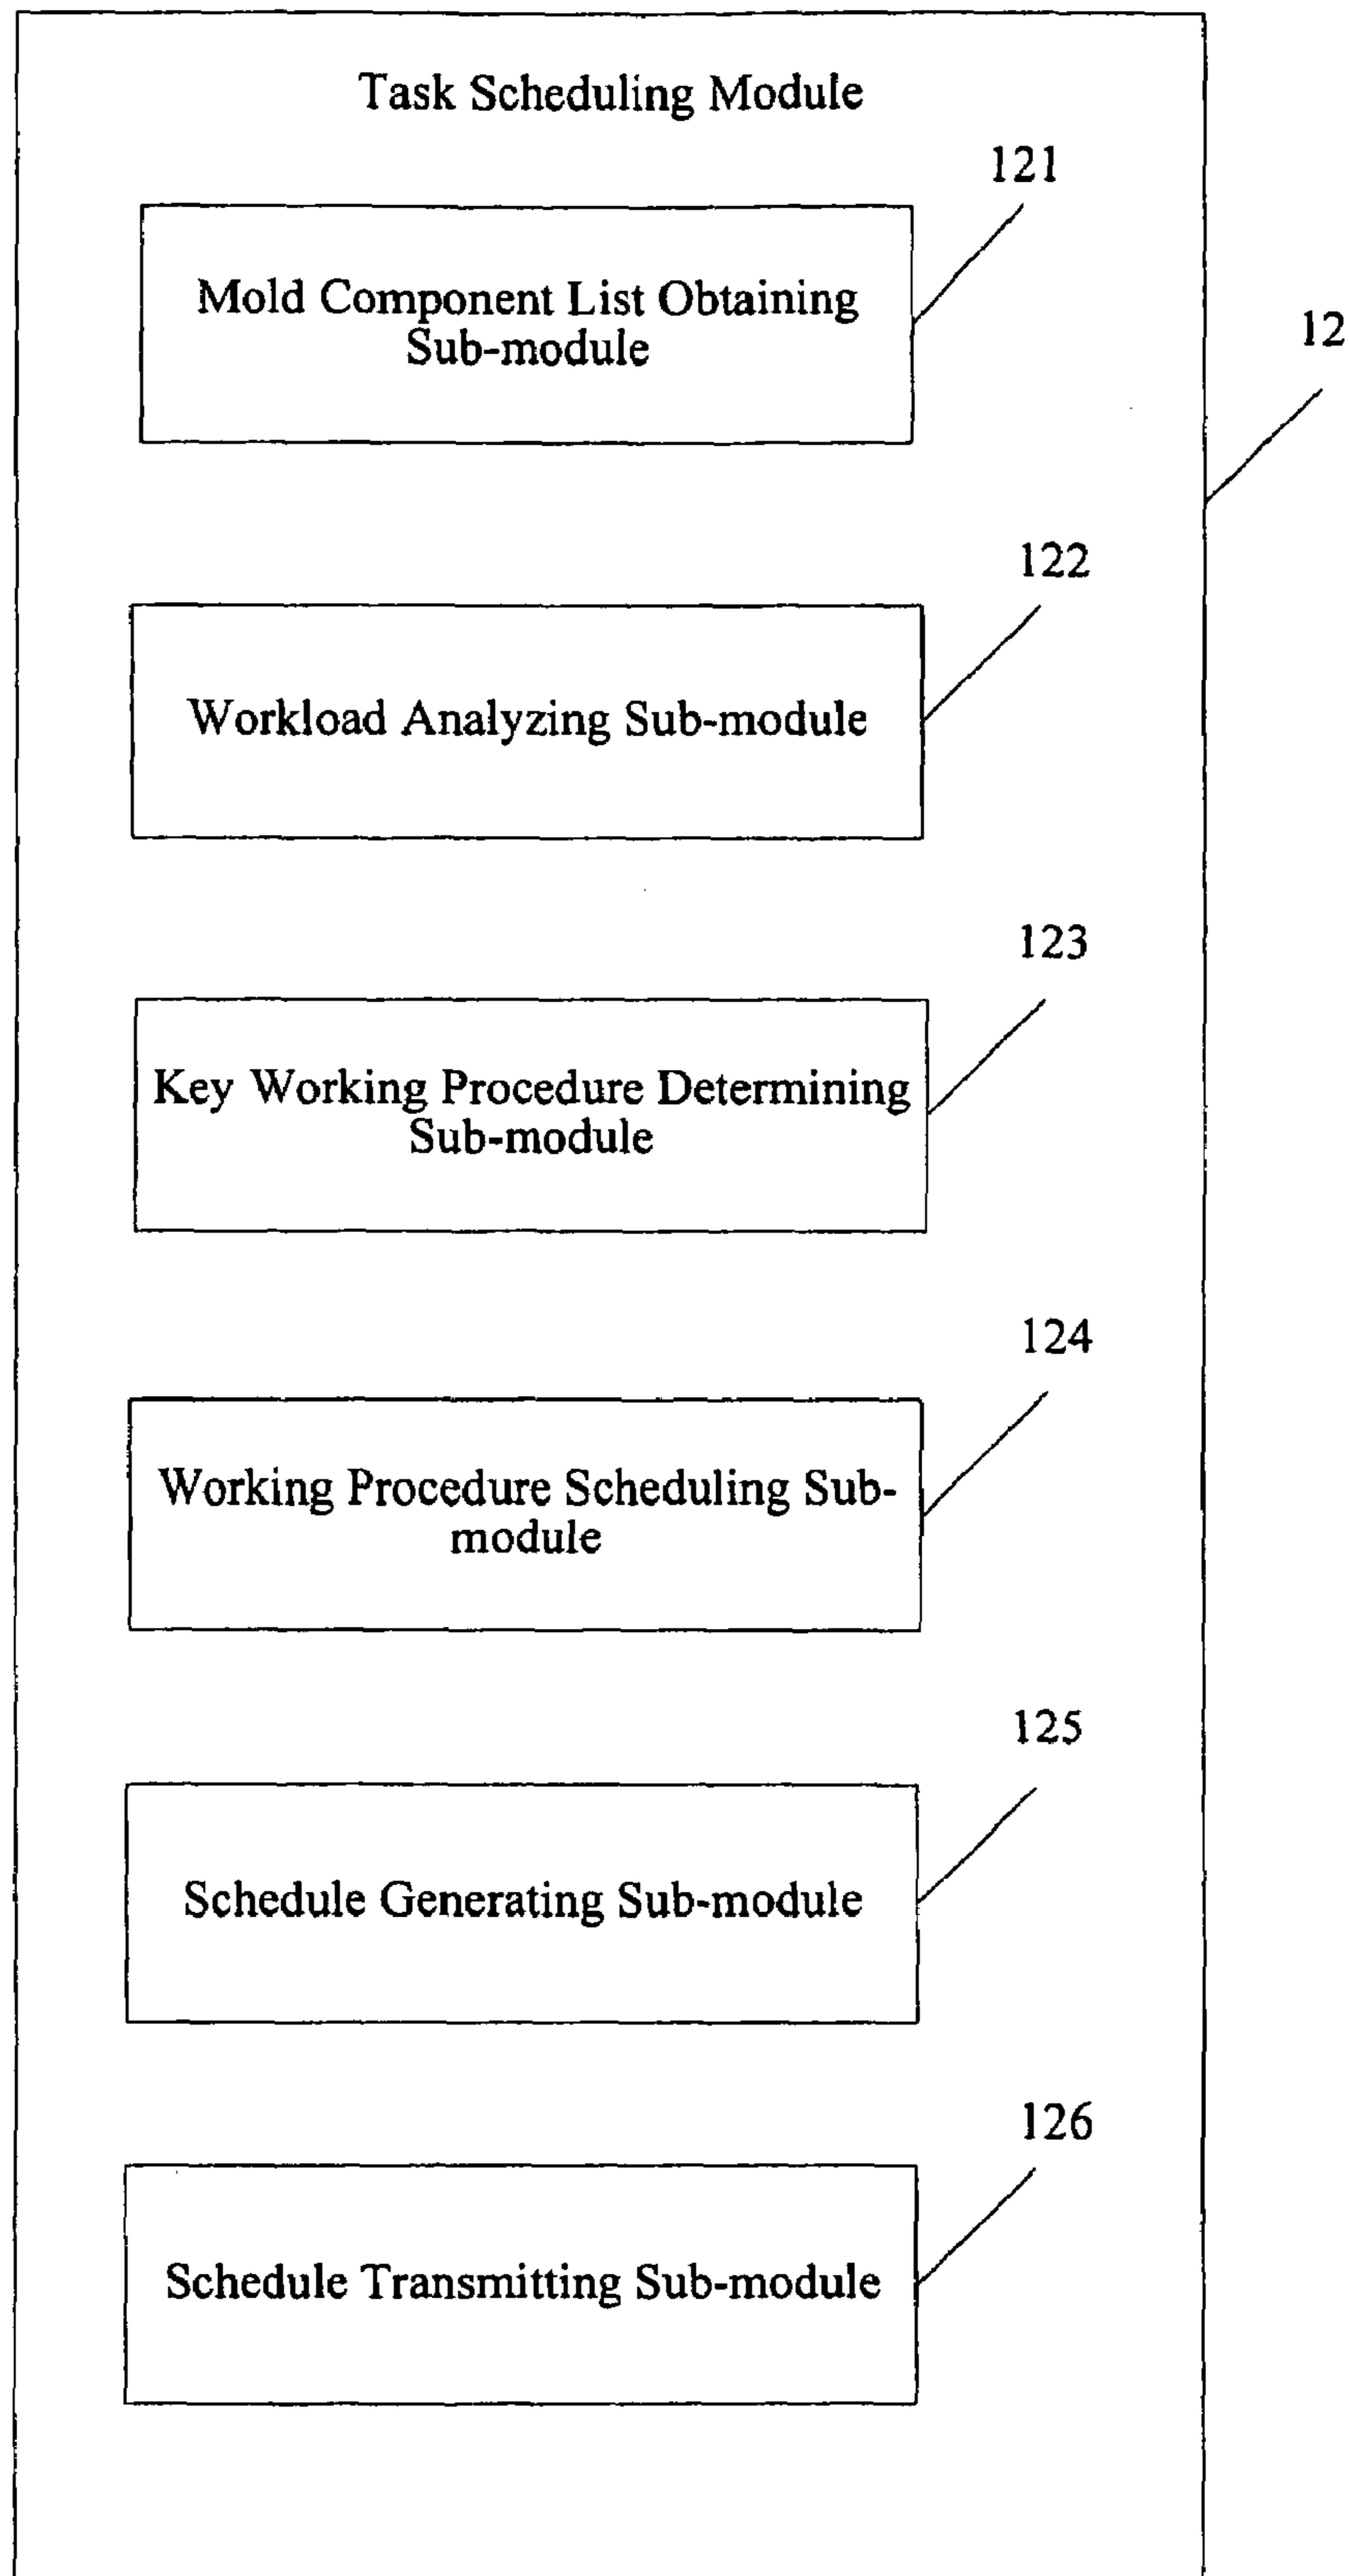 Task Scheduling Module
121
Mold Component List Obtaining
Sub-module
12
122
Workload Analyzing Sub-module
123
Key Working Procedure Determining
Sub-module
124
Working Procedure Scheduling Sub-
module
125
Schedule Generating Sub-module
126
Schedule Transmitting Sub-module